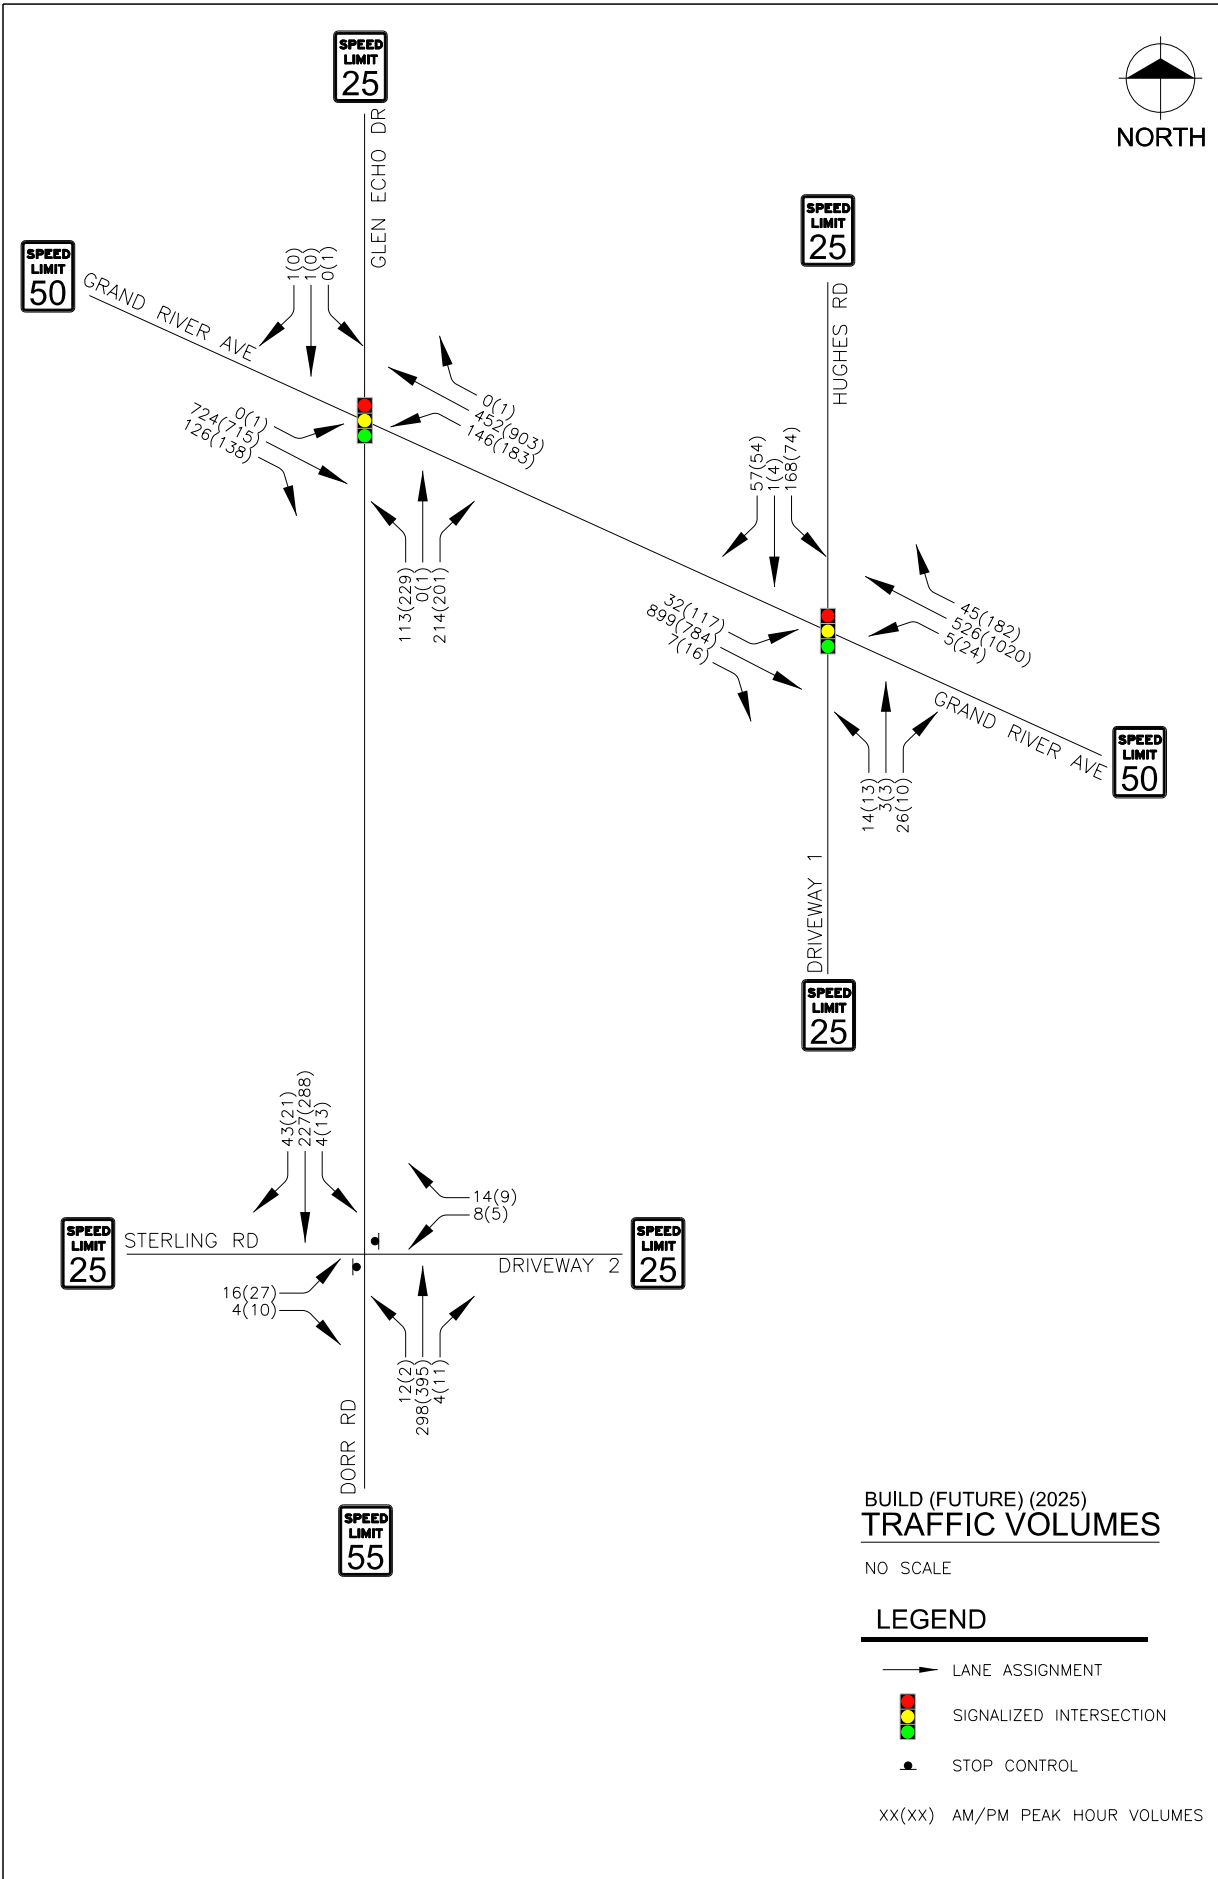 SPEED
LIMIT
25
NORTH
GLEN ECHO DR
SPEED
LIMIT
25
SPEED
LIMIT
50
GRAND RIVER AVE
1(0)
1(0)
0(1)
HUGHES RD
0(1)
724(715)
126(138)
0(1)
452(903)
146(183)
57(54)
1(4)
168(74)
113(229)
0(1)
214(201)
32(117)
899(784)
7(16)
45(182)
526(1020)
5(24)
GRAND RIVER AVE
SPEED
LIMIT
50
14(13)
3(3)
26(10)
DRIVEWAY 1
SPEED
LIMIT
25
43(21)
227(288)
4(13)
14(9)
8(5)
SPEED
LIMIT
25
STERLING RD
DRIVEWAY 2
SPEED
LIMIT
25
16(27)
4(10)
12(2)
298(395)
4(11)
DORR RD
SPEED
LIMIT
55
BUILD (FUTURE) (2025)
TRAFFIC VOLUMES
NO SCALE
LEGEND
LANE ASSIGNMENT
SIGNALIZED INTERSECTION
STOP CONTROL
XX(XX) AM/PM PEAK HOUR VOLUMES